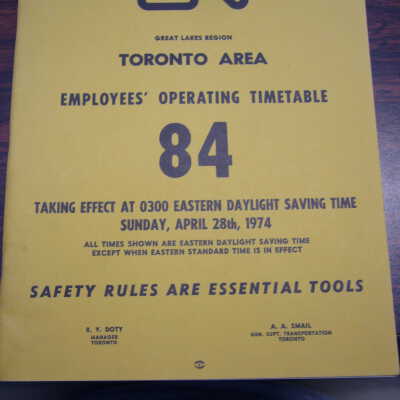 GREAT LAKES REGION
TORONTO AREA
EMPLOYEES' OPERATING TIMETABLE
84
TAKING EFFECT AT 0300 EASTERN DAYLIGHT SAVING TIME
SUNDAY, APRIL 28th, 1974
ALL TIMES SHOWN ARE EASTERN DAYLIGHT SAVING TIME
EXCEPT WHEN EASTERN STANDARD TIME IS IN EFFECT
SAFETY RULES ARE ESSENTIAL TOOLS
DOTY
MANAGER
TORONTO
A. A. SMAIL
GEN. SUPT. TRANSPORTATION
TORONTO